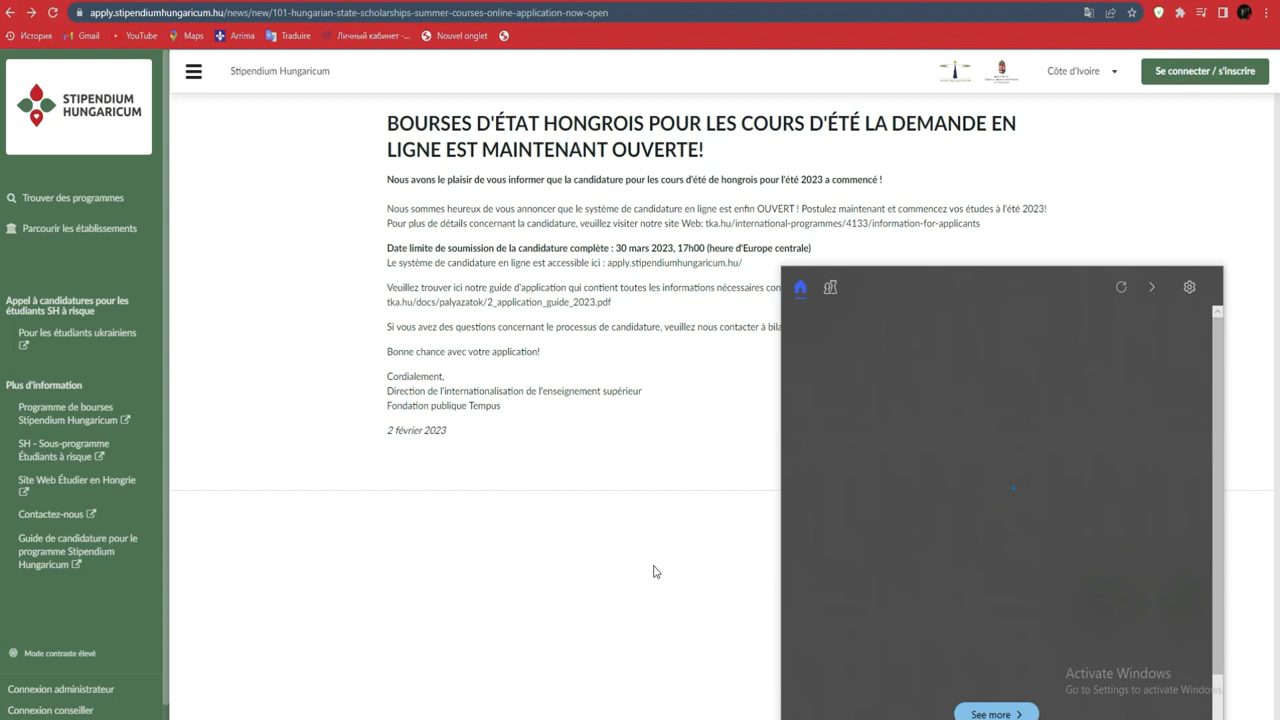 apply.stipendiumhungaricum.hu/news/new/101-hungarian-state-scholarships-summer-courses-online-application-now-open
История
Gmail
YouTube
Maps
Arrima
Traduire
Личный кабинет -...
Nouvel onglet
STIPENDIUM
HUNGARICUM
Stipendium Hungaricum
Côte d'Ivoire
Se connecter / s'inscrire
Trouver des programmes
Parcourir les établissements
Appel à candidatures pour les
étudiants SH à risque
Pour les étudiants ukrainiens
Plus d'information
Programme de bourses
Stipendium Hungaricum
SH - Sous-programme
Étudiants à risque
Site Web Étudier en Hongrie
Contactez-nous
Guide de candidature pour le
programme Stipendium
Hungaricum
Mode contraste élevé
Connexion administrateur
Connexion conseiller
BOURSES D'ÉTAT HONGROIS POUR LES COURS D'ÉTÉ LA DEMANDE EN
LIGNE EST MAINTENANT OUVERTE!
Nous avons le plaisir de vous informer que la candidature pour les cours d'été de hongrois pour l'été 2023 a commencé !
Nous sommes heureux de vous annoncer que le système de candidature en ligne est enfin OUVERT ! Postulez maintenant et commencez vos études à l'été 2023!
Pour plus de détails concernant la candidature, veuillez visiter notre site Web: tka.hu/international-programmes/4133/information-for-applicants
Date limite de soumission de la candidature complète : 30 mars 2023, 17h00 (heure d'Europe centrale)
Le système de candidature en ligne est accessible ici : apply.stipendiumhungaricum.hu/
Veuillez trouver ici notre guide d'application qui contient toutes les informations nécessaires con
tka.hu/docs/palyazatok/2_application_guide_2023.pdf
Si vous avez des questions concernant le processus de candidature, veuillez nous contacter à bila
Bonne chance avec votre application!
Cordialement,
Direction de l'internationalisation de l'enseignement supérieur
Fondation publique Tempus
2 février 2023
Activate Windows
Go to Settings to activate Windows.
See more